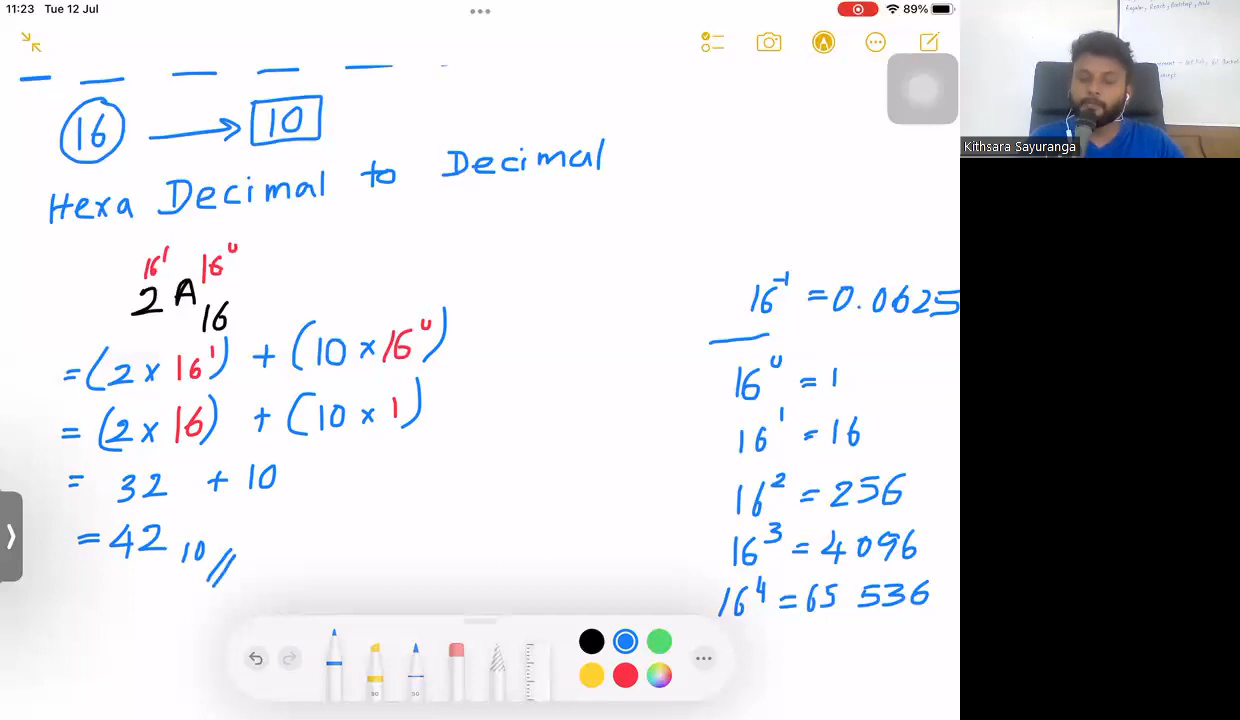 11:23 Tue 12 Jul
89%
16 → 10
Hexa Decimal to Decimal
16¹ 16⁰
2A₁₆
= (2 × 16¹) + (10 × 16⁰)
= (2 × 16) + (10 × 1)
= 32 + 10
= 42₁₀ //
16⁻¹ = 0.0625
16⁰ = 1
16¹ = 16
16² = 256
16³ = 4096
16⁴ = 65 536
50 50
Kithsara Sayuranga